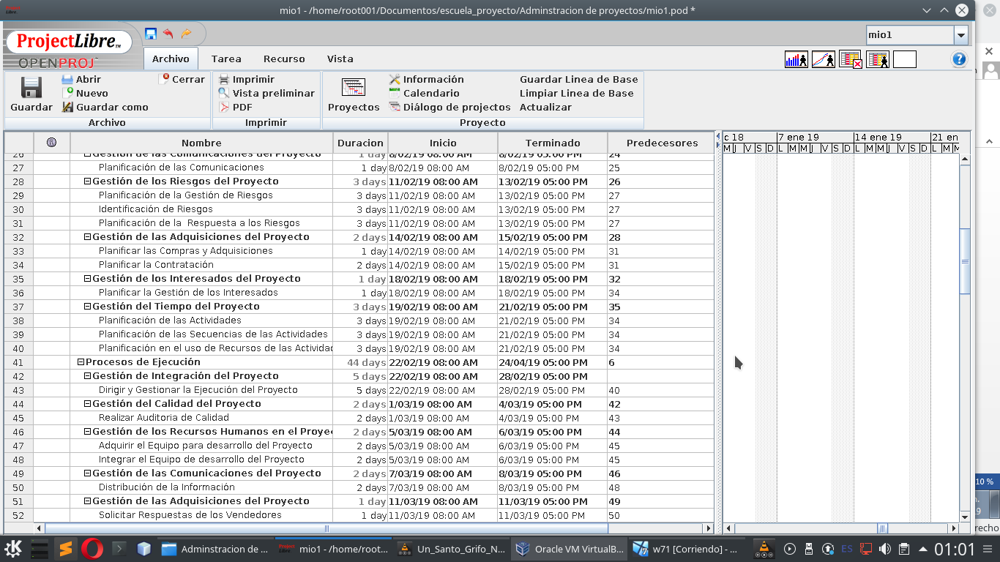 mio1 - /home/root001/Documentos/escuela_proyecto/Adminstracion de proyectos/mio1.pod *
ProjectLibre™
OPENPROJ
mio1
Archivo Tarea Recurso Vista
Guardar
Abrir
Nuevo
Guardar como
Cerrar
Archivo
Imprimir
Vista preliminar
PDF
Imprimir
Proyectos
Información
Calendario
Diálogo de projectos
Guardar Linea de Base
Limpiar Linea de Base
Actualizar
Proyecto
Nombre Duracion Inicio Terminado Predecesores
26 Gestión de las Comunicaciones del Proyecto 1 day 8/02/19 08:00 AM 8/02/19 05:00 PM 24
27 Planificación de las Comunicaciones 1 day 8/02/19 08:00 AM 8/02/19 05:00 PM 25
28 Gestión de los Riesgos del Proyecto 3 days 11/02/19 08:00 AM 13/02/19 05:00 PM 26
29 Planificación de la Gestión de Riesgos 3 days 11/02/19 08:00 AM 13/02/19 05:00 PM 27
30 Identificación de Riesgos 3 days 11/02/19 08:00 AM 13/02/19 05:00 PM 27
31 Planificación de la Respuesta a los Riesgos 3 days 11/02/19 08:00 AM 13/02/19 05:00 PM 27
32 Gestión de las Adquisiciones del Proyecto 2 days 14/02/19 08:00 AM 15/02/19 05:00 PM 28
33 Planificar las Compras y Adquisiciones 1 day 14/02/19 08:00 AM 14/02/19 05:00 PM 31
34 Planificar la Contratación 2 days 14/02/19 08:00 AM 15/02/19 05:00 PM 31
35 Gestión de los Interesados del Proyecto 1 day 18/02/19 08:00 AM 18/02/19 05:00 PM 32
36 Planificar la Gestión de los Interesados 1 day 18/02/19 08:00 AM 18/02/19 05:00 PM 34
37 Gestión del Tiempo del Proyecto 3 days 19/02/19 08:00 AM 21/02/19 05:00 PM 35
38 Planificación de las Actividades 3 days 19/02/19 08:00 AM 21/02/19 05:00 PM 34
39 Planificación de las Secuencias de las Actividades 3 days 19/02/19 08:00 AM 21/02/19 05:00 PM 34
40 Planificación en el uso de Recursos de las Activida 3 days 19/02/19 08:00 AM 21/02/19 05:00 PM 34
41 Procesos de Ejecución 44 days 22/02/19 08:00 AM 24/04/19 05:00 PM 6
42 Gestión de Integración del Proyecto 5 days 22/02/19 08:00 AM 28/02/19 05:00 PM
43 Dirigir y Gestionar la Ejecución del Proyecto 5 days 22/02/19 08:00 AM 28/02/19 05:00 PM 40
44 Gestión del Calidad del Proyecto 2 days 1/03/19 08:00 AM 4/03/19 05:00 PM 42
45 Realizar Auditoria de Calidad 2 days 1/03/19 08:00 AM 4/03/19 05:00 PM 43
46 Gestión de los Recursos Humanos en el Proye 2 days 5/03/19 08:00 AM 6/03/19 05:00 PM 44
47 Adquirir el Equipo para desarrollo del Proyecto 2 days 5/03/19 08:00 AM 6/03/19 05:00 PM 45
48 Integrar el Equipo de desarrollo del Proyecto 2 days 5/03/19 08:00 AM 6/03/19 05:00 PM 45
49 Gestión de las Comunicaciones del Proyecto 2 days 7/03/19 08:00 AM 8/03/19 05:00 PM 46
50 Distribución de la Información 2 days 7/03/19 08:00 AM 8/03/19 05:00 PM 48
51 Gestión de las Adquisiciones del Proyecto 1 day 11/03/19 08:00 AM 11/03/19 05:00 PM 49
52 Solicitar Respuestas de los Vendedores 1 day 11/03/19 08:00 AM 11/03/19 05:00 PM 50
c 18 7 ene 19 14 ene 19 21 en
M J V S D L M M J V S D L M M J V S D L M M
10 %
recho
Adminstracion de ... mio1 - /home/root... Un_Santo_Grifo_N... Oracle VM VirtualB... w71 [Corriendo] - ... ES 01:01